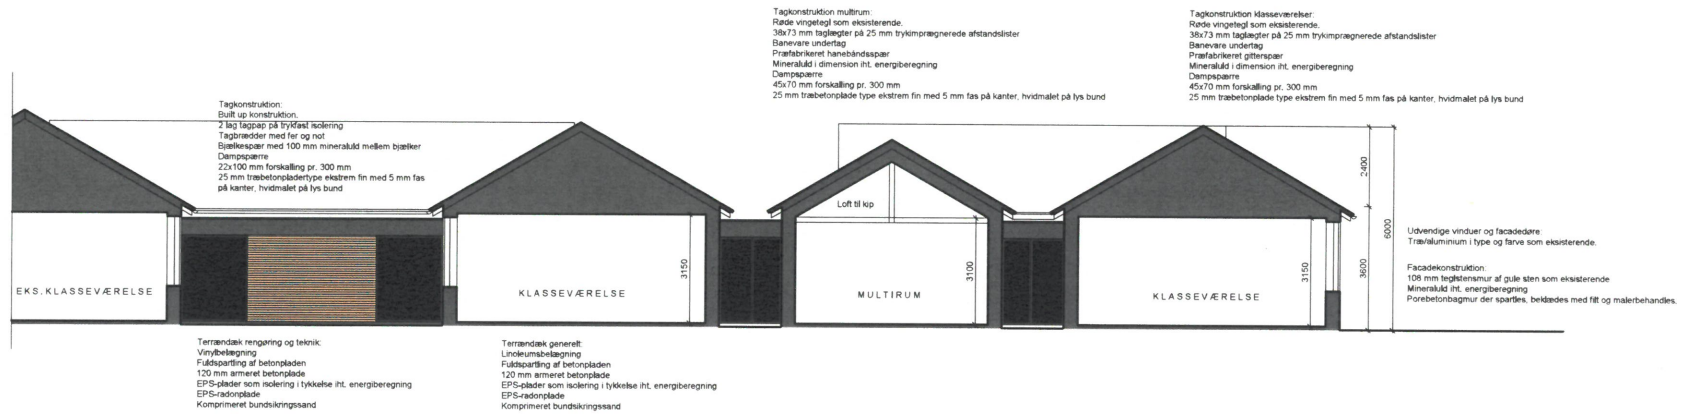 Tagkonstruktion multirum:
Røde vingetegl som eksisterende.
38x73 mm taglægter på 25 mm trykimprægnerede afstandslister
Banevare undertag
Præfabrikeret hanebåndsspær
Mineraluld i dimension iht. energiberegning
Dampspærre
45x70 mm forskalling pr. 300 mm
25 mm træbetonplade type ekstrem fin med 5 mm fas på kanter, hvidmalet på lys bund
Tagkonstruktion klasseværelser:
Røde vingetegl som eksisterende.
38x73 mm taglægter på 25 mm trykimprægnerede afstandslister
Banevare undertag
Præfabrikeret gitterspær
Mineraluld i dimension iht. energiberegning
Dampspærre
45x70 mm forskalling pr. 300 mm
25 mm træbetonplade type ekstrem fin med 5 mm fas på kanter, hvidmalet på lys bund
Tagkonstruktion:
Built up konstruktion.
2 lag tagpap på trykfast isolering
Tagbrædder med fer og not
Bjælkespær med 100 mm mineraluld mellem bjælker
Dampspærre
22x100 mm forskalling pr. 300 mm
25 mm træbetonpladertype ekstrem fin med 5 mm fas
på kanter, hvidmalet på lys bund
Loft til kip
2400
6000
3600
3150
3100
3150
EKS. KLASSEVÆRELSE
KLASSEVÆRELSE
MULTIRUM
KLASSEVÆRELSE
Udvendige vinduer og facadedøre:
Træ/aluminium i type og farve som eksisterende.
Facadekonstruktion:
108 mm teglstensmur af gule sten som eksisterende
Mineraluld iht. energiberegning
Porebetonbagmur der spartles, beklædes med filt og malerbehandles.
Terrændæk rengøring og teknik:
Vinylbelægning
Fuldspartling af betonpladen
120 mm armeret betonplade
EPS-plader som isolering i tykkelse iht. energiberegning
EPS-radonplade
Komprimeret bundsikringssand
Terrændæk generelt:
Linoleumsbelægning
Fuldspartling af betonpladen
120 mm armeret betonplade
EPS-plader som isolering i tykkelse iht. energiberegning
EPS-radonplade
Komprimeret bundsikringssand